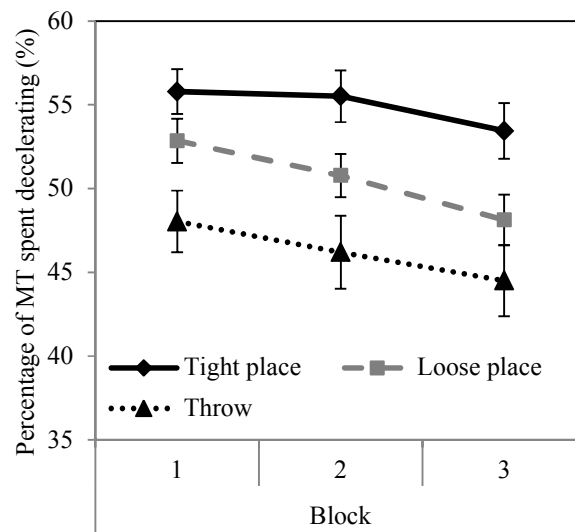 Percentage of MT spent decelerating (%)
60
55
50
45
40
35
Tight place
Loose place
Throw
1
2
3
Block